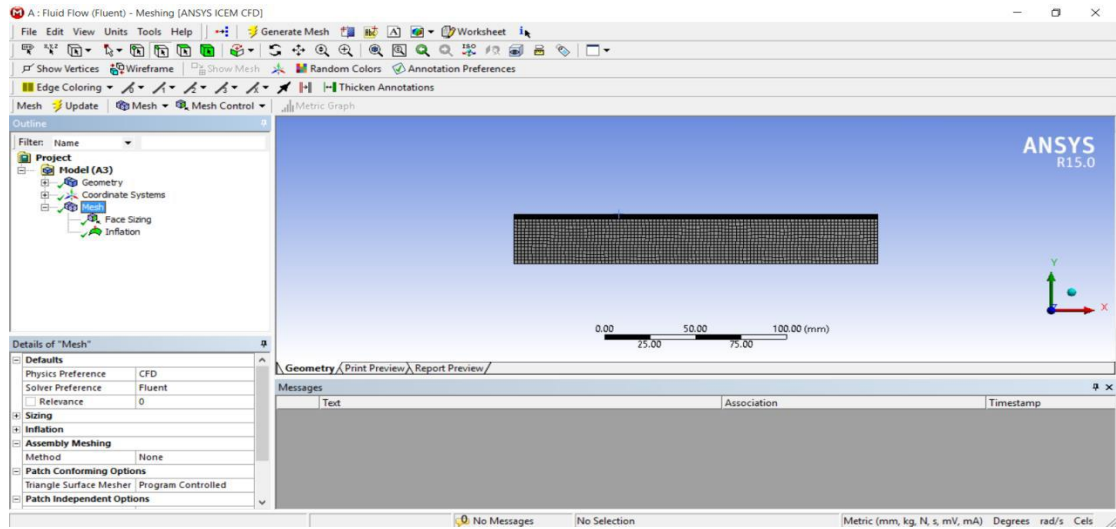 A : Fluid Flow (Fluent) - Meshing [ANSYS ICEM CFD]
File Edit View Units Tools Help Generate Mesh A Worksheet
Show Vertices Wireframe Show Mesh Random Colors Annotation Preferences
Edge Coloring Thicken Annotations
Mesh Update Mesh Mesh Control Metric Graph
Outline
Filter: Name
Project
Model (A3)
Geometry
Coordinate Systems
Mesh
Face Sizing
Inflation
ANSYS
R15.0
Y
X
0.00 50.00 100.00 (mm)
25.00 75.00
Geometry Print Preview Report Preview
Details of "Mesh"
Defaults
Physics Preference CFD
Solver Preference Fluent
Relevance 0
Sizing
Inflation
Assembly Meshing
Method None
Patch Conforming Options
Triangle Surface Mesher Program Controlled
Patch Independent Options
Messages
Text Association Timestamp
No Messages No Selection Metric (mm, kg, N, s, mV, mA) Degrees rad/s Cels